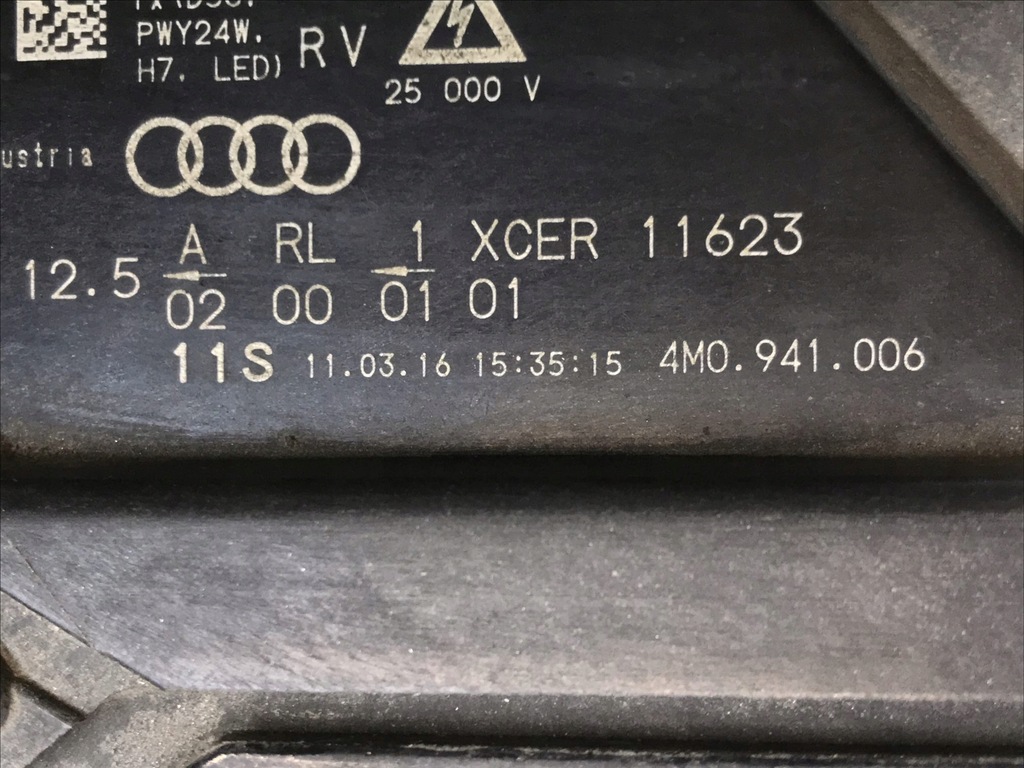 PWY24W.
H7. LED)
R V
25 000 V
ustria
12.5
A RL 1 XCER 11623
02 00 01 01
11S 11.03.16 15:35:15 4M0.941.006